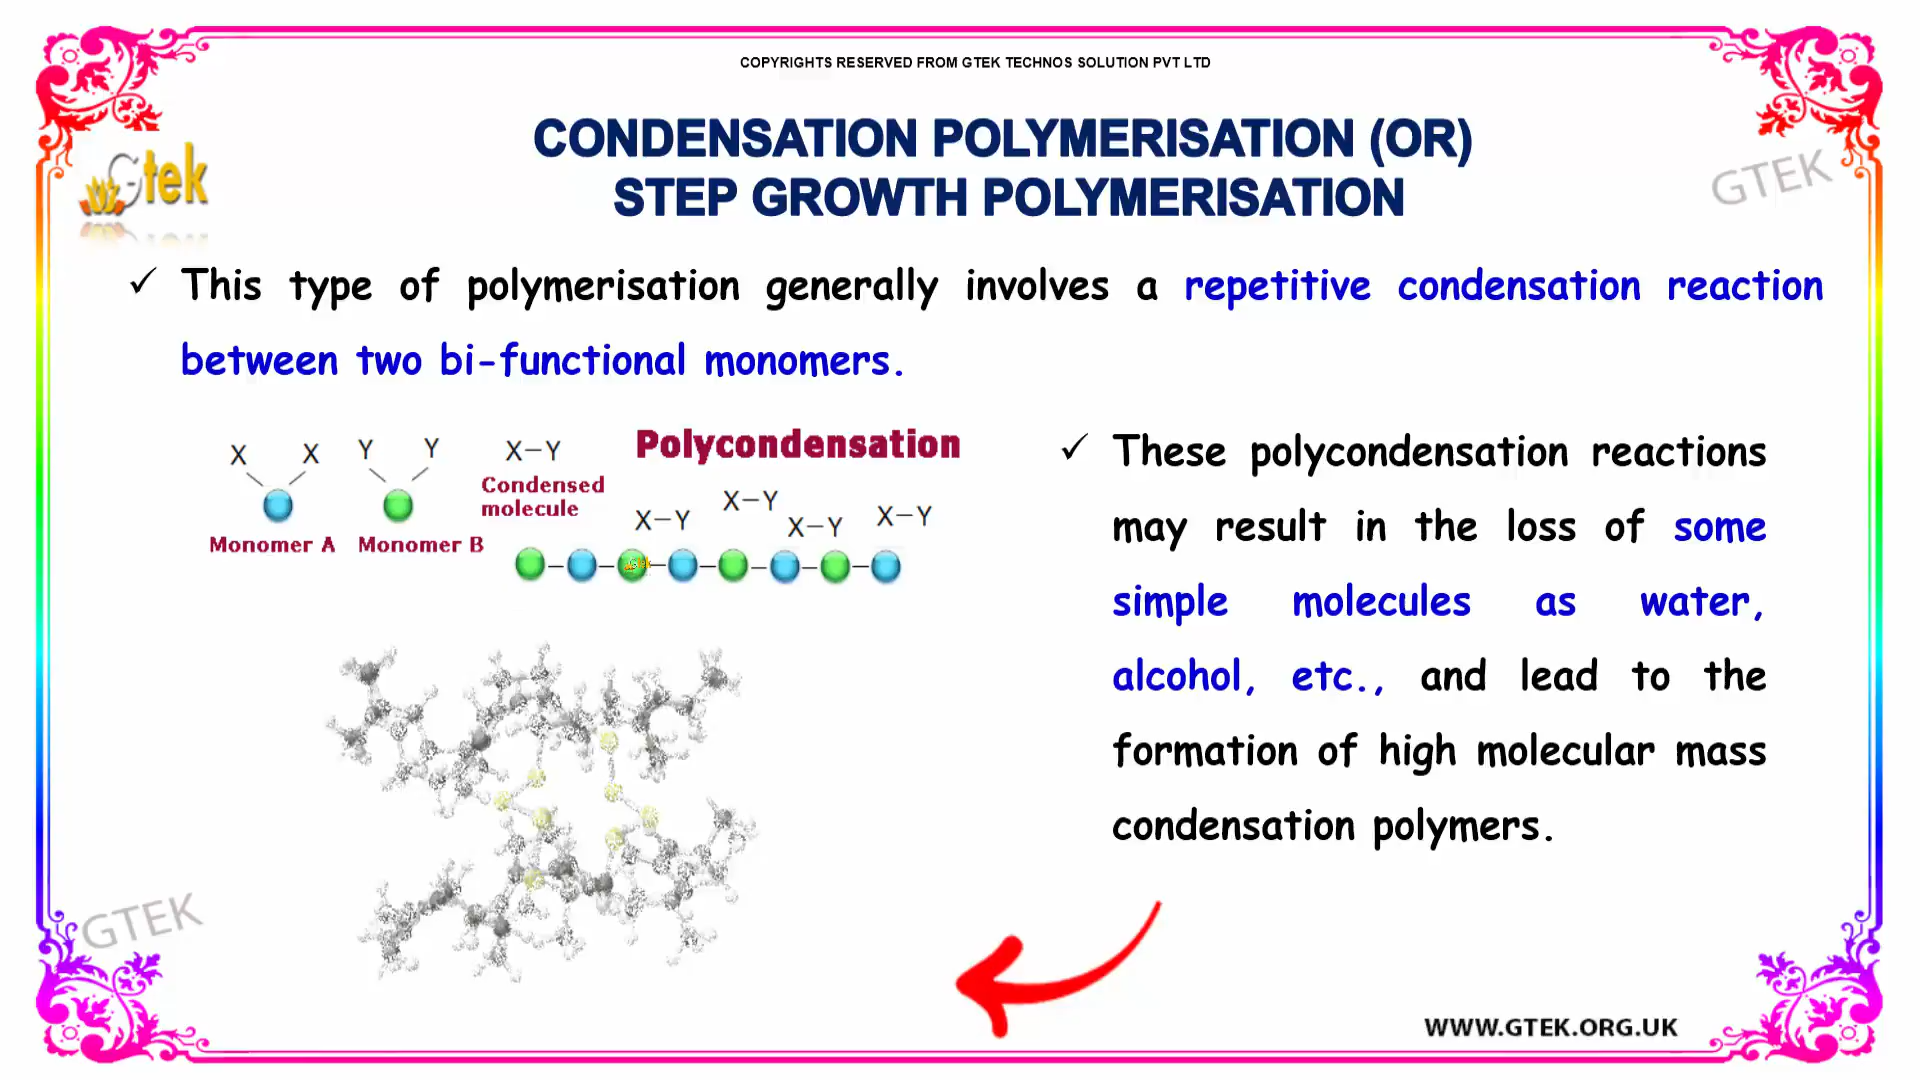 COPYRIGHTS RESERVED FROM GTEK TECHNOS SOLUTION PVT LTD
Gtek
GTEK
CONDENSATION POLYMERISATION (OR)
STEP GROWTH POLYMERISATION
✓ This type of polymerisation generally involves a repetitive condensation reaction
between two bi-functional monomers.
X X Y Y X–Y
Polycondensation
Condensed
molecule
Monomer A Monomer B
X–Y X–Y X–Y X–Y
Gtek
✓ These polycondensation reactions
may result in the loss of some
simple molecules as water,
alcohol, etc., and lead to the
formation of high molecular mass
condensation polymers.
GTEK
WWW.GTEK.ORG.UK